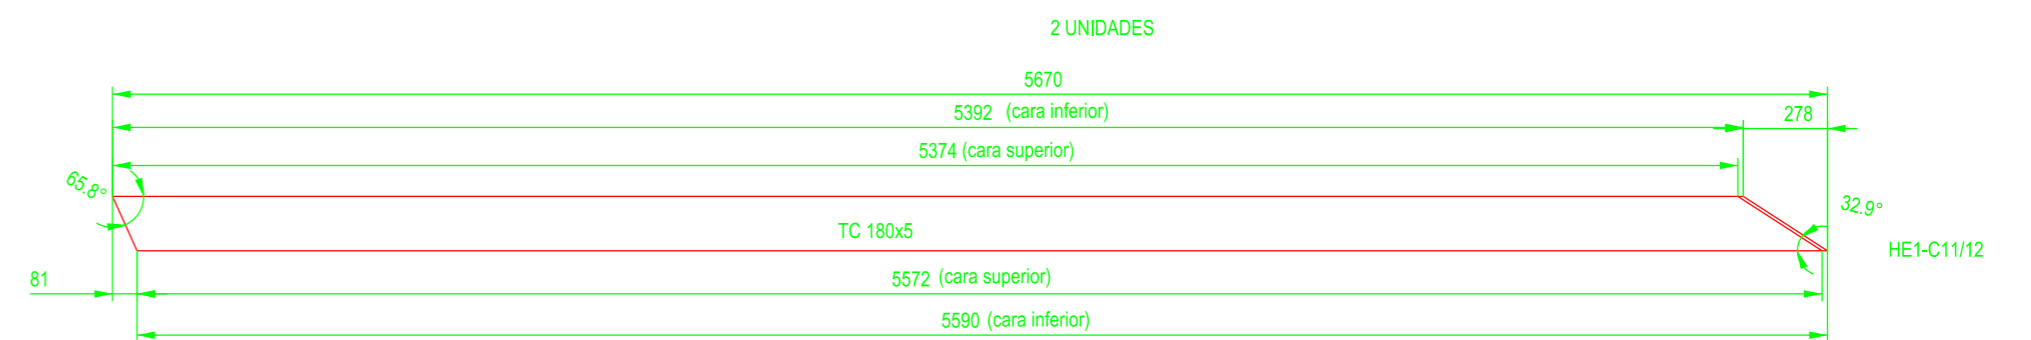 2 UNIDADES
5670
5392 (cara inferior)
278
5374 (cara superior)
65.8°
32.9°
TC 180x5
HE1-C11/12
81
5572 (cara superior)
5590 (cara inferior)